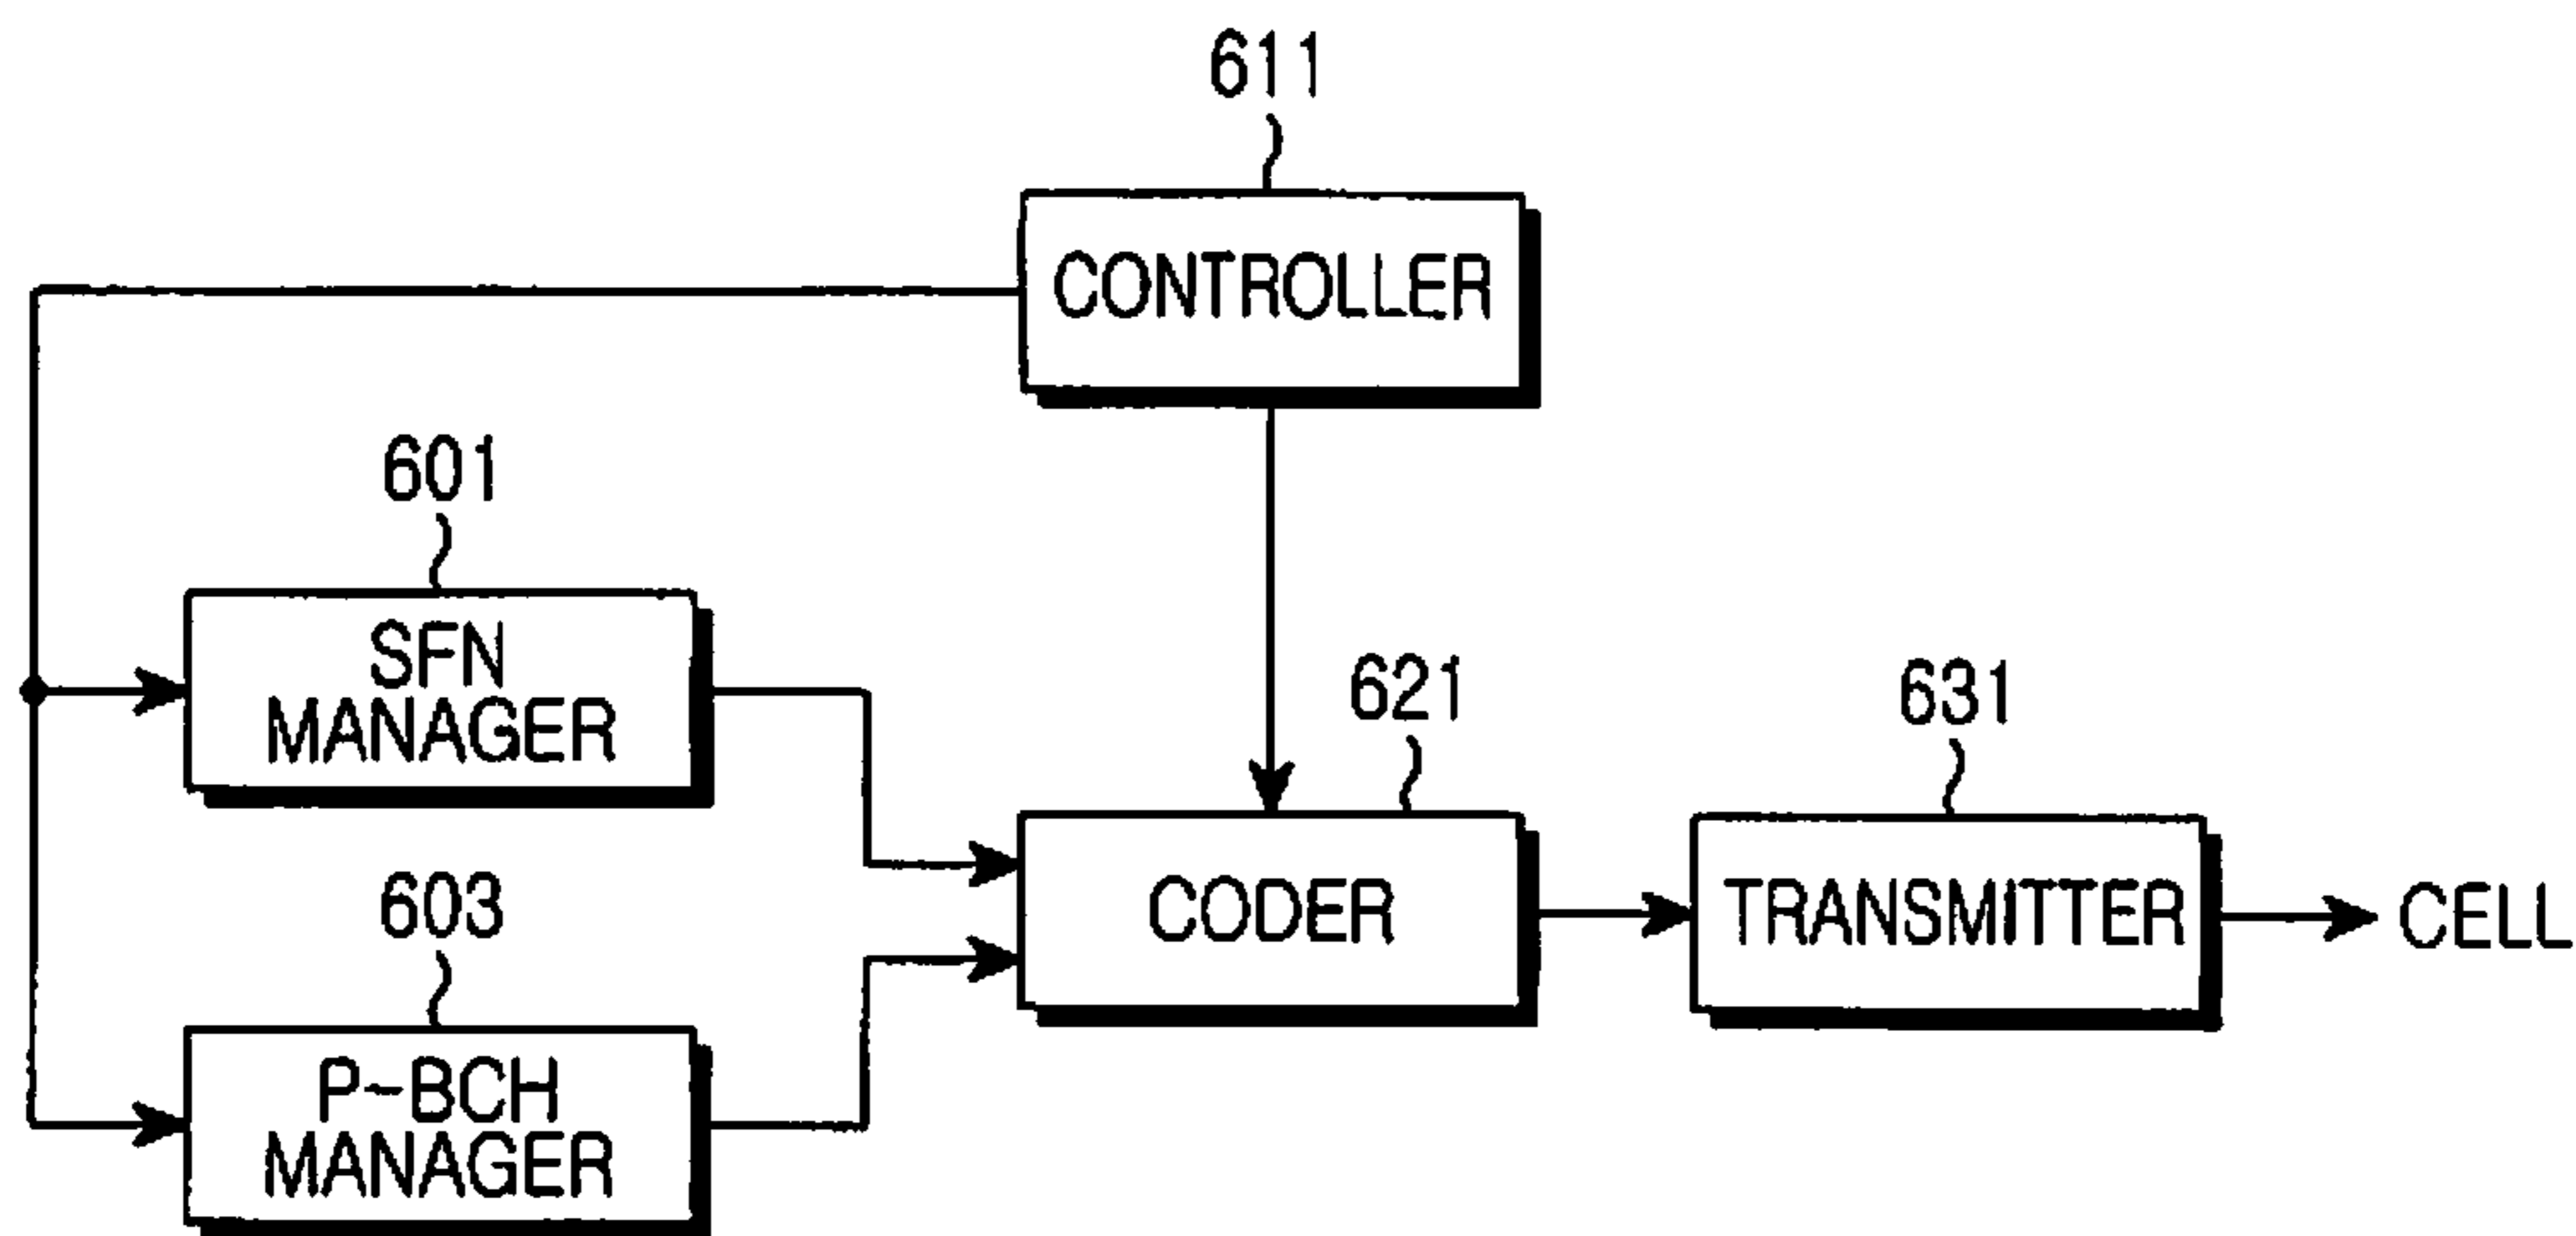 611
CONTROLLER
601
SFN
MANAGER
621
631
603
CODER
TRANSMITTER
CELL
P-BCH
MANAGER